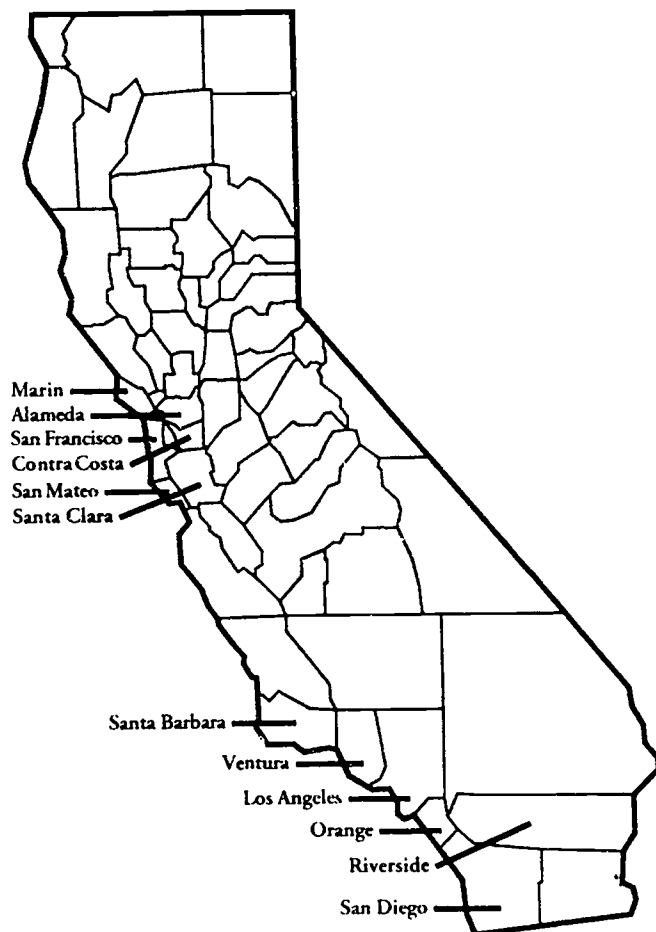 Marin
Alameda
San Francisco
Contra Costa
San Mateo
Santa Clara
Santa Barbara
Ventura
Los Angeles
Orange
Riverside
San Diego